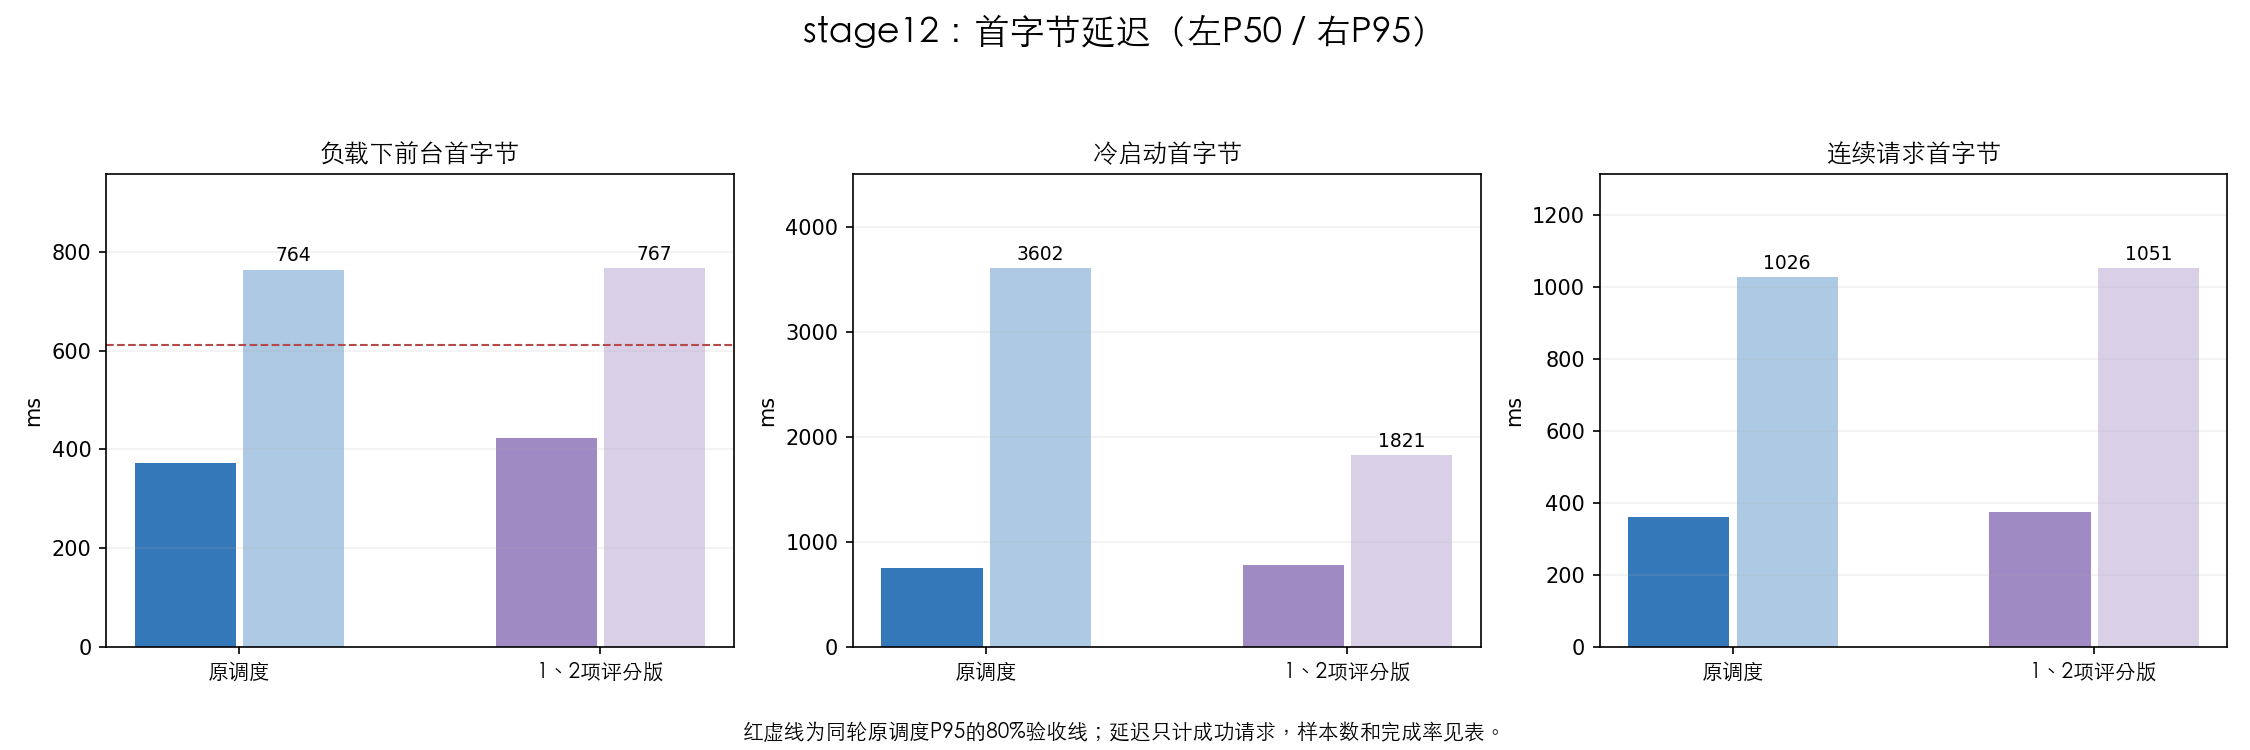 stage12：首字节延迟（左P50 / 右P95）
负载下前台首字节
800
600
400
200
0
ms
764
767
原调度
1、2项评分版
冷启动首字节
4000
3000
2000
1000
0
ms
3602
1821
原调度
1、2项评分版
连续请求首字节
1200
1000
800
600
400
200
0
ms
1026
1051
原调度
1、2项评分版
红虚线为同轮原调度P95的80%验收线；延迟只计成功请求，样本数和完成率见表。